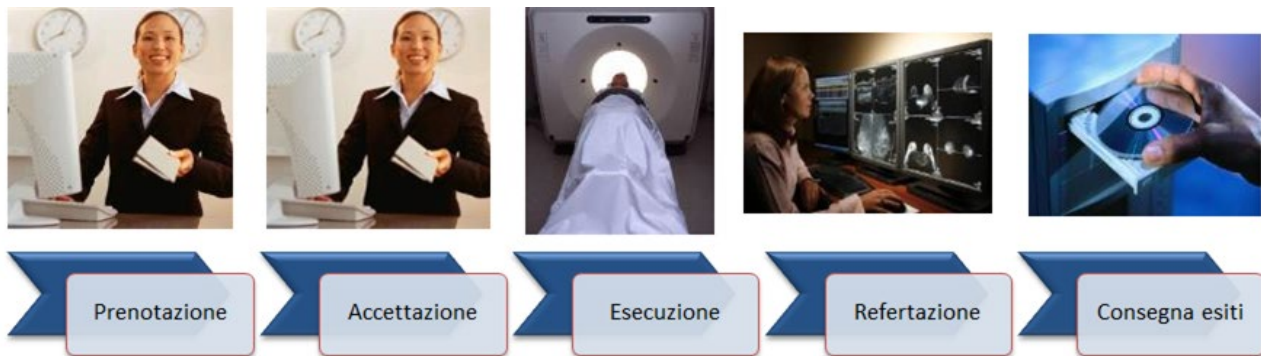 Prenotazione
Accettazione
Esecuzione
Refertazione
Consegna esiti